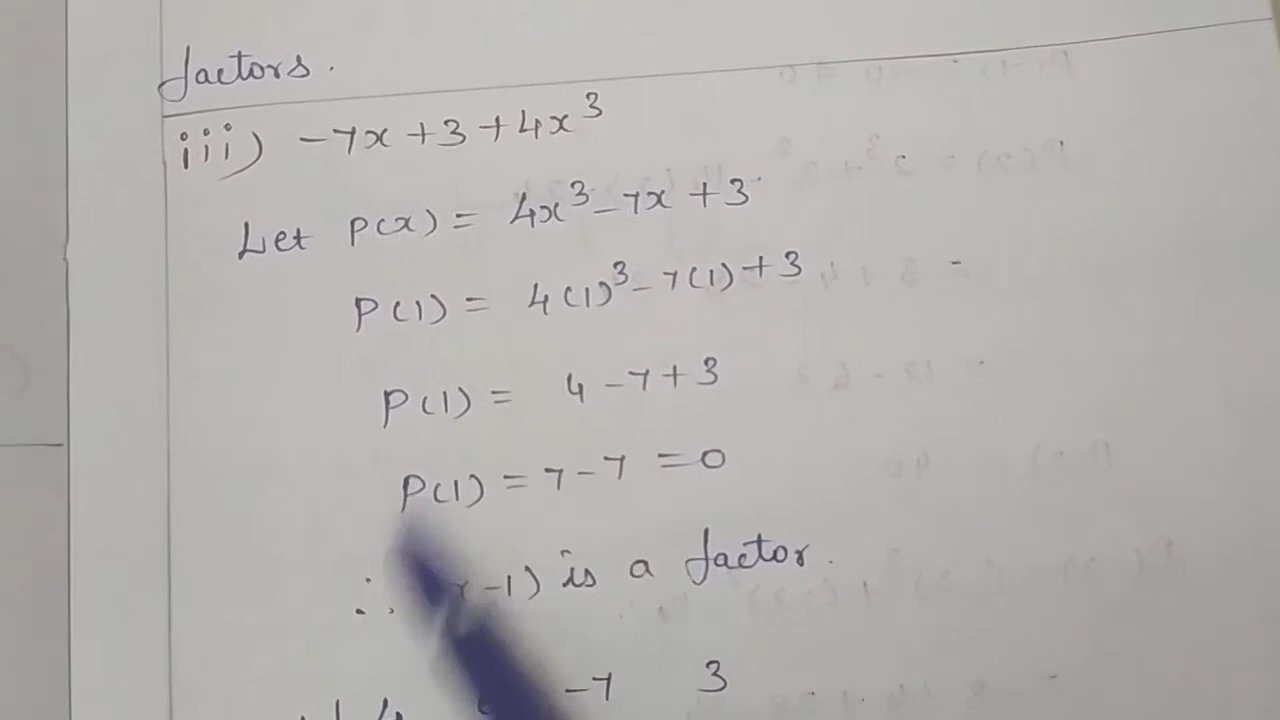 factors.
iii) -7x + 3 + 4x³
Let P(x) = 4x³ - 7x + 3
P(1) = 4(1)³ - 7(1) + 3
P(1) = 4 - 7 + 3
P(1) = 7 - 7 = 0
∴ x - 1) is a factor.
-7 3